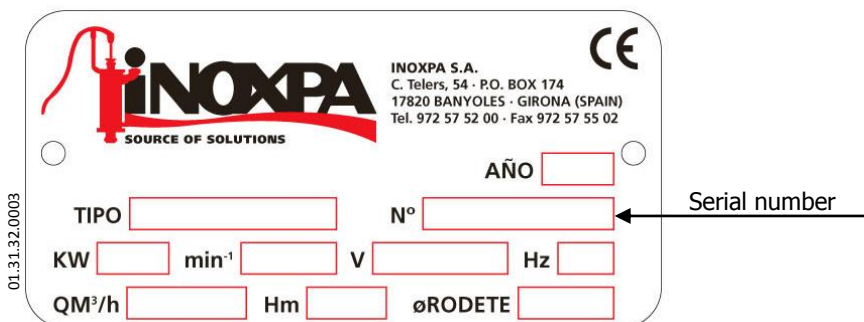 iNOXPA
SOURCE OF SOLUTIONS
INOXPA S.A.
C. Telers, 54 · P.O. BOX 174
17820 BANYOLES · GIRONA (SPAIN)
Tel. 972 57 52 00 · Fax 972 57 55 02
CE
AÑO
TIPO
Nº
Serial number
KW
min⁻¹
V
Hz
QM³/h
Hm
øRODETE
01.31.32.0003